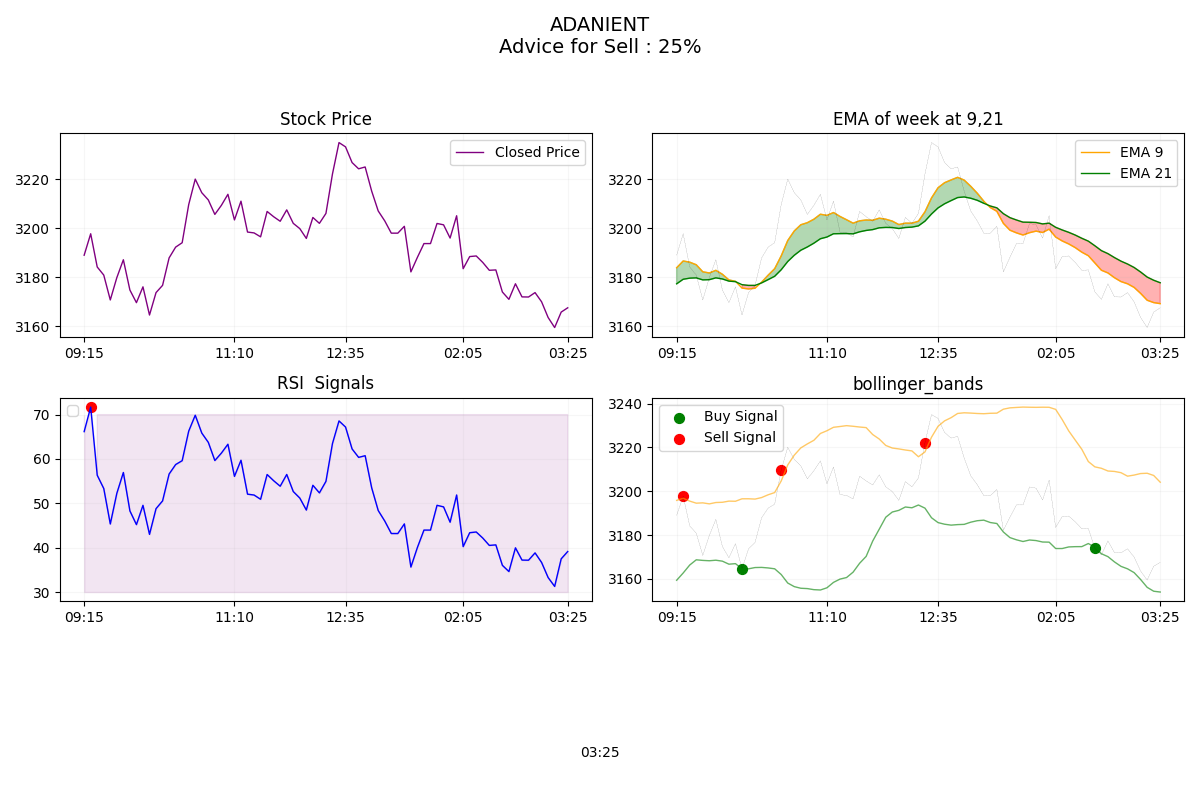 ADANIENT
Advice for Sell : 25%
Stock Price
Closed Price
3220
3200
3180
3160
09:15 11:10 12:35 02:05 03:25
EMA of week at 9,21
EMA 9
EMA 21
3220
3200
3180
3160
09:15 11:10 12:35 02:05 03:25
RSI  Signals
70
60
50
40
30
09:15 11:10 12:35 02:05 03:25
bollinger_bands
Buy Signal
Sell Signal
3240
3220
3200
3180
3160
09:15 11:10 12:35 02:05 03:25
03:25